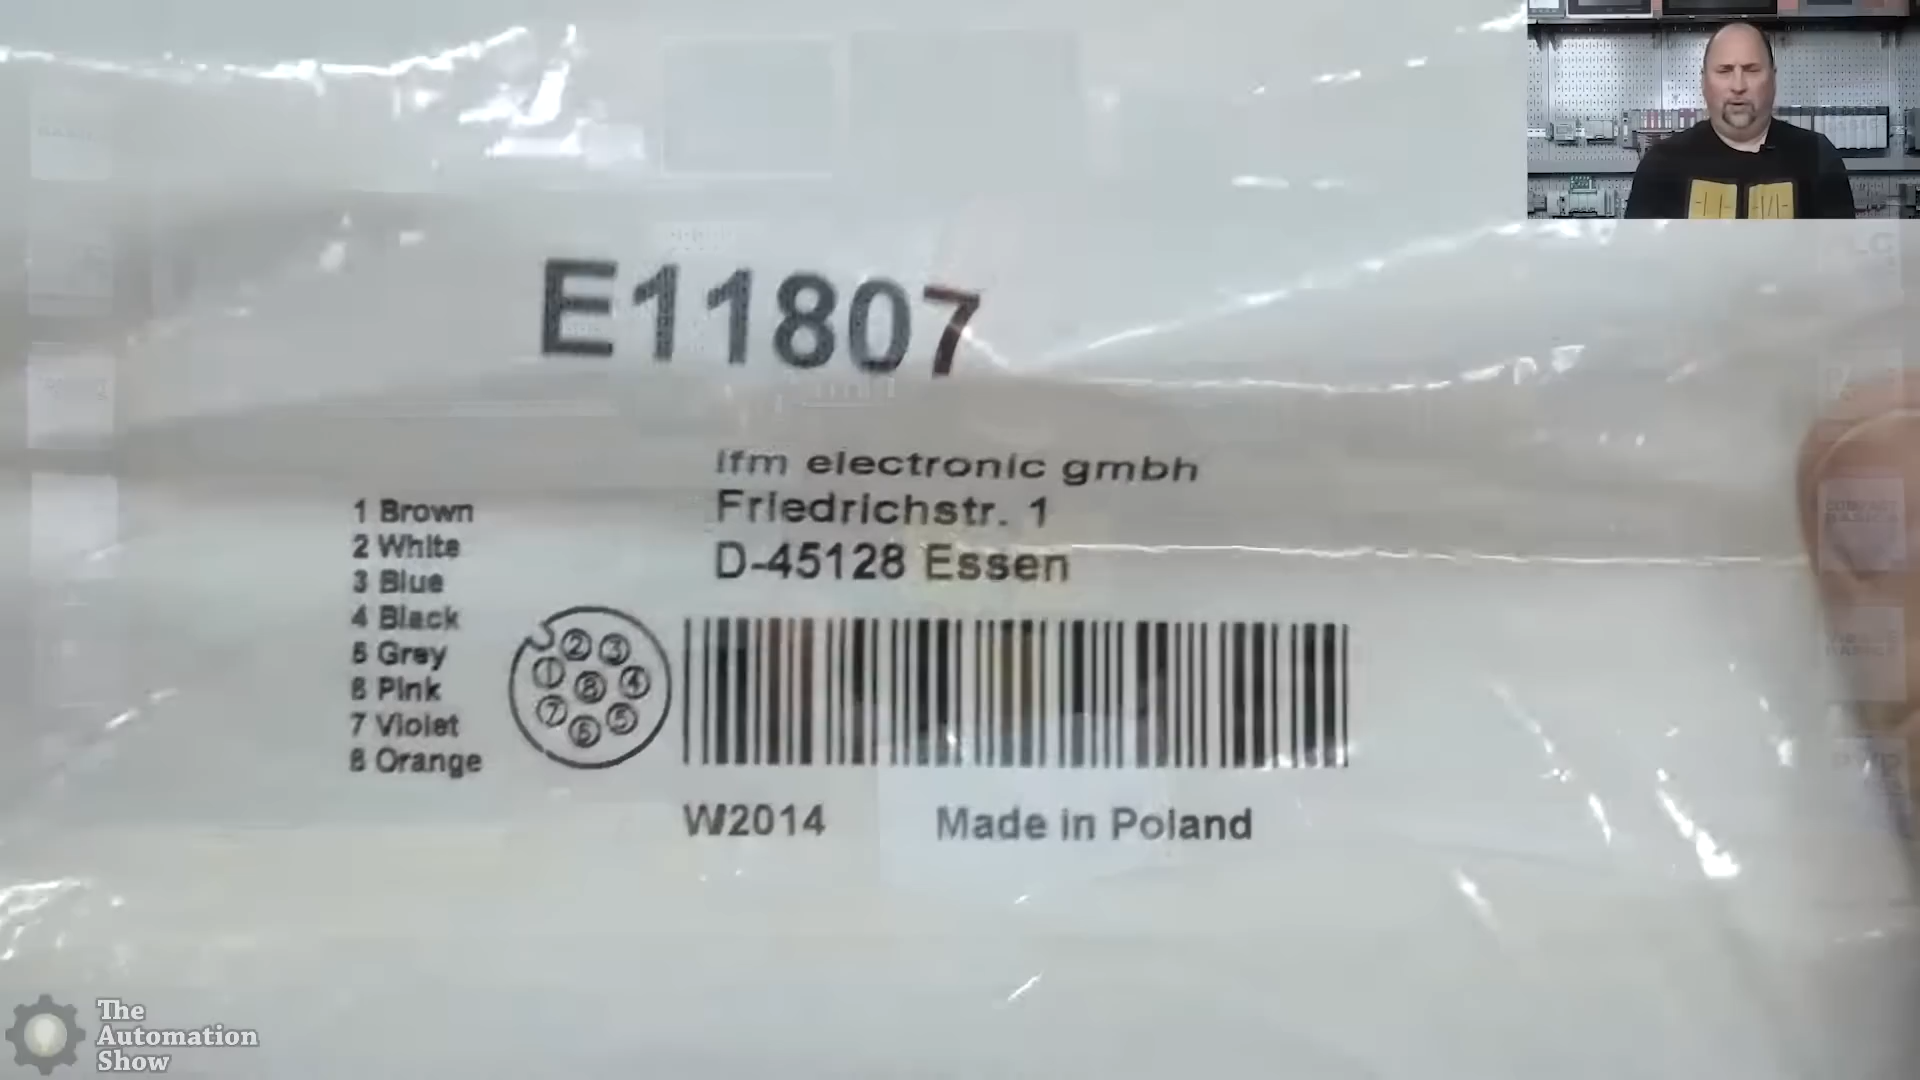 E11807
ifm electronic gmbh
Friedrichstr. 1
D-45128 Essen
1 Brown
2 White
3 Blue
4 Black
5 Grey
6 Pink
7 Violet
8 Orange
2 3
1 8 4
7 6 5
W2014 Made in Poland
The
Automation
Show